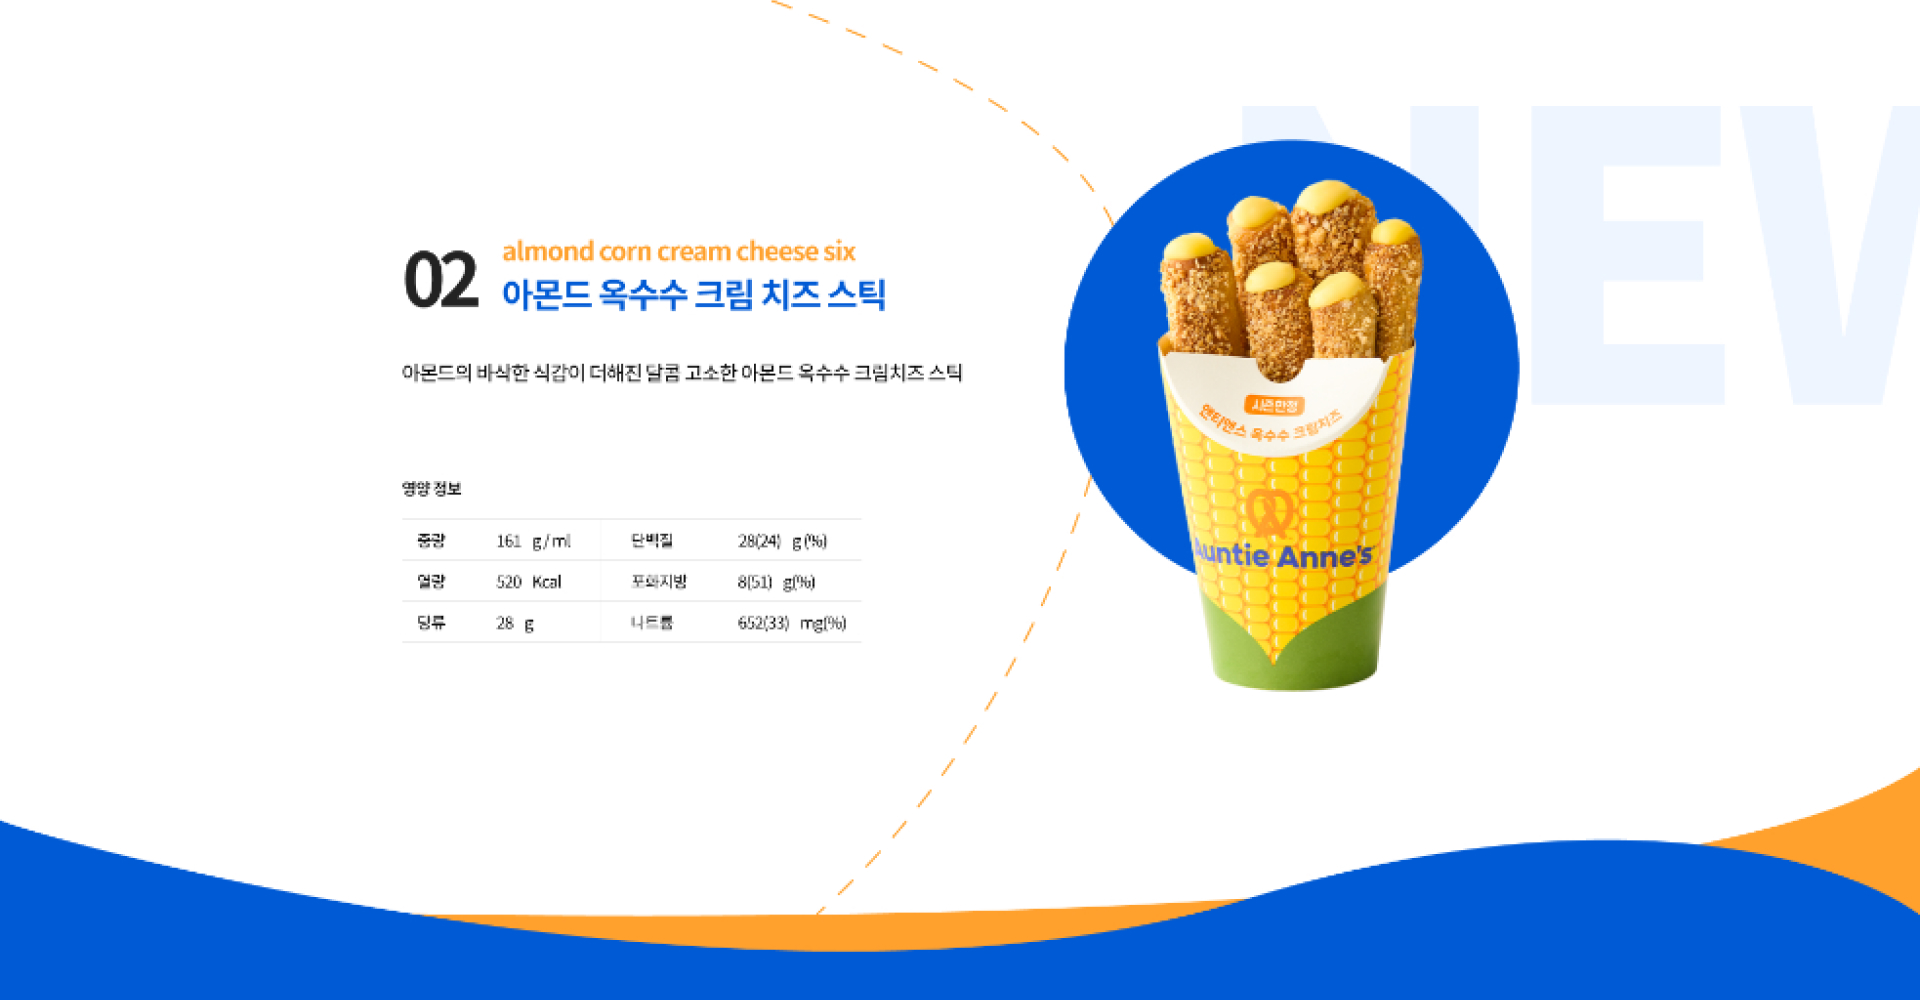 NEW
02
almond corn cream cheese six
아몬드 옥수수 크림 치즈 스틱
아몬드의 바삭한 식감이 더해진 달콤 고소한 아몬드 옥수수 크림치즈 스틱
시즌한정
앤티앤스 옥수수 크림치즈
Auntie Anne's
영양 정보
중량 161 g/ml 단백질 28(24) g(%)
열량 520 Kcal 포화지방 8(51) g(%)
당류 28 g 나트륨 652(33) mg(%)